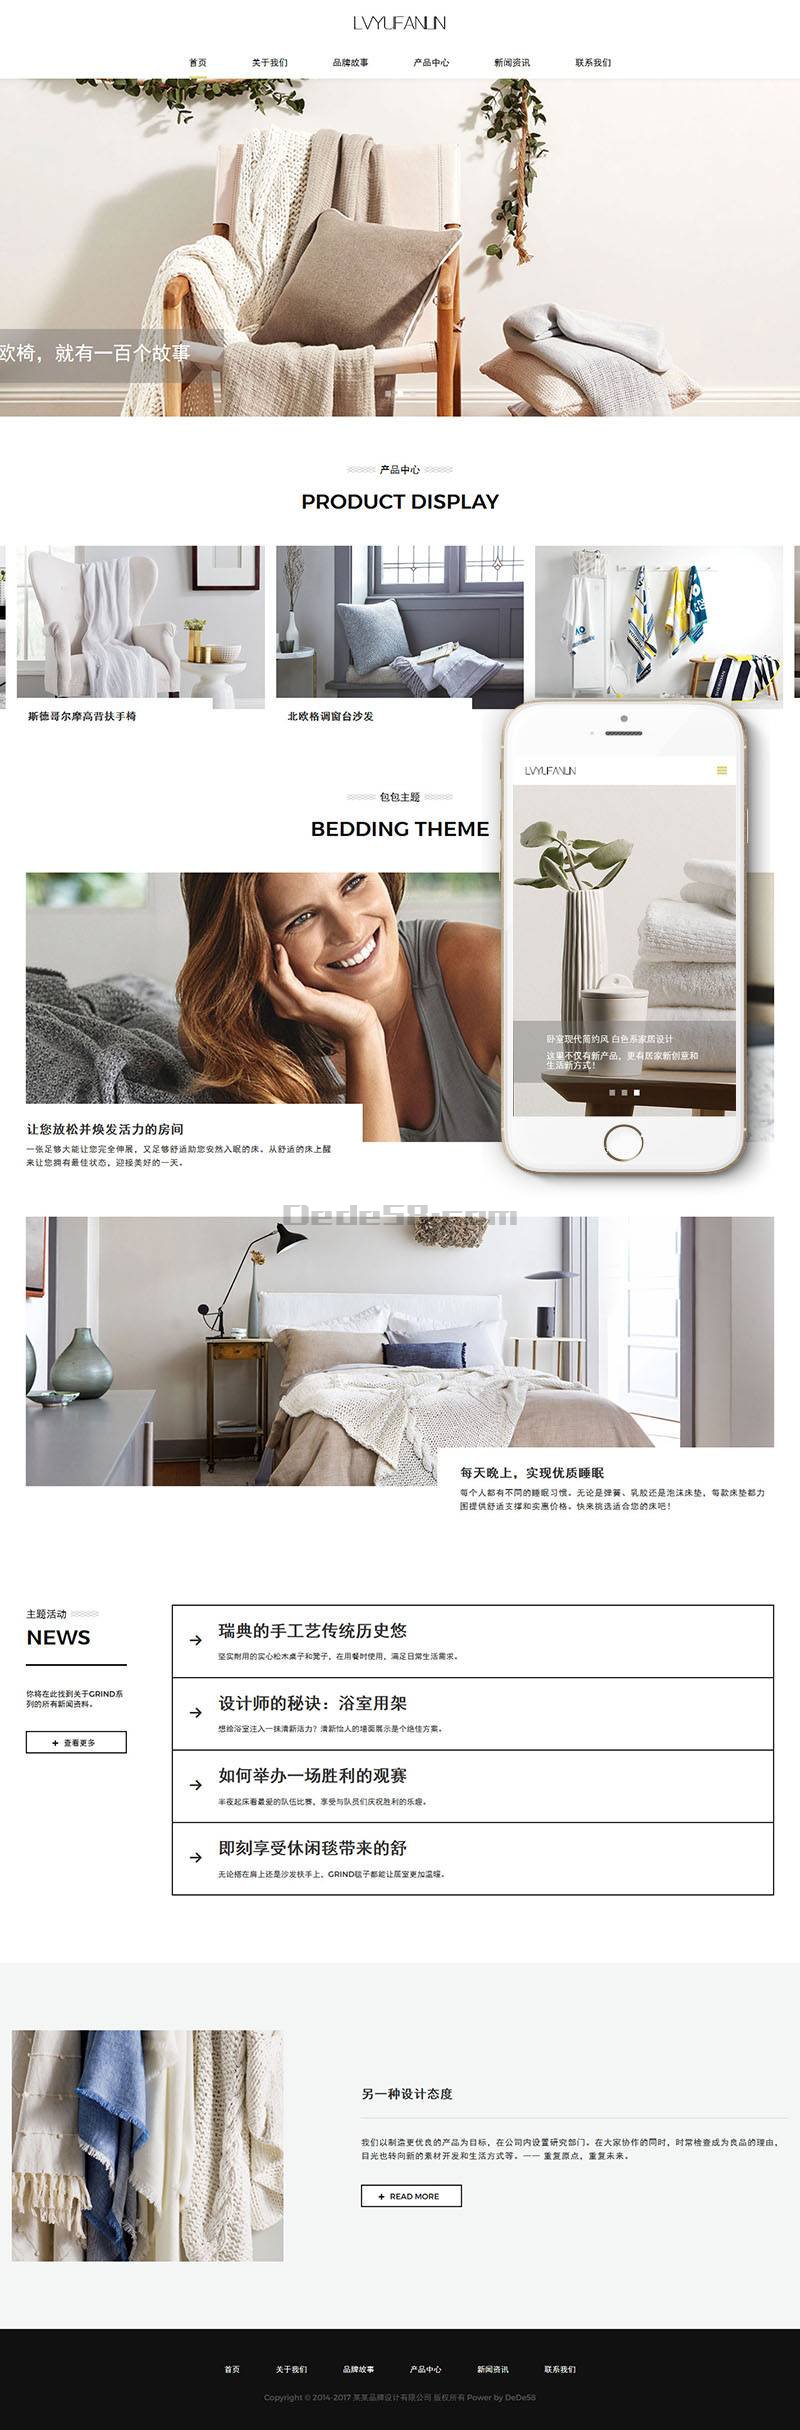 LVYUFANLIN
首页 关于我们 品牌故事 产品中心 新闻资讯 联系我们
欧椅，就有一百个故事
产品中心
PRODUCT DISPLAY
斯德哥尔摩高背扶手椅
北欧格调窗台沙发
LVYUFANLIN
包包主题
BEDDING THEME
卧室现代简约风 白色系家居设计
这里不仅有新产品，更有居家新创意和
生活新方式！
让您放松并焕发活力的房间
一张足够大能让您完全伸展，又足够舒适助您安然入眠的床。从舒适的床上醒
来让您拥有最佳状态，迎接美好的一天。
Dede58.com
每天晚上，实现优质睡眠
每个人都有不同的睡眠习惯。无论是弹簧、乳胶还是泡沫床垫，每款床垫都力
图提供舒适支撑和实惠价格。快来挑选适合您的床吧！
主题活动
NEWS
你将在此找到关于GRIND系
列的所有新闻资料。
+ 查看更多
→ 瑞典的手工艺传统历史悠
坚实耐用的实心松木桌子和凳子，在用餐时使用，满足日常生活需求。
→ 设计师的秘诀：浴室用架
想给浴室注入一抹清新活力？清新怡人的墙面展示是个绝佳方案。
→ 如何举办一场胜利的观赛
半夜起床看最爱的队伍比赛，享受与队员们庆祝胜利的乐趣。
→ 即刻享受休闲毯带来的舒
无论搭在肩上还是沙发扶手上，GRIND毯子都能让居室更加温暖。
另一种设计态度
我们以制造更优良的产品为目标，在公司内设置研究部门。在大家协作的同时，时常检查成为良品的理由，
目光也转向新的素材开发和生活方式等。—— 重复原点，重复未来。
+ READ MORE
首页 关于我们 品牌故事 产品中心 新闻资讯 联系我们
Copyright © 2014-2017 某某品牌设计有限公司 版权所有 Power by DeDe58